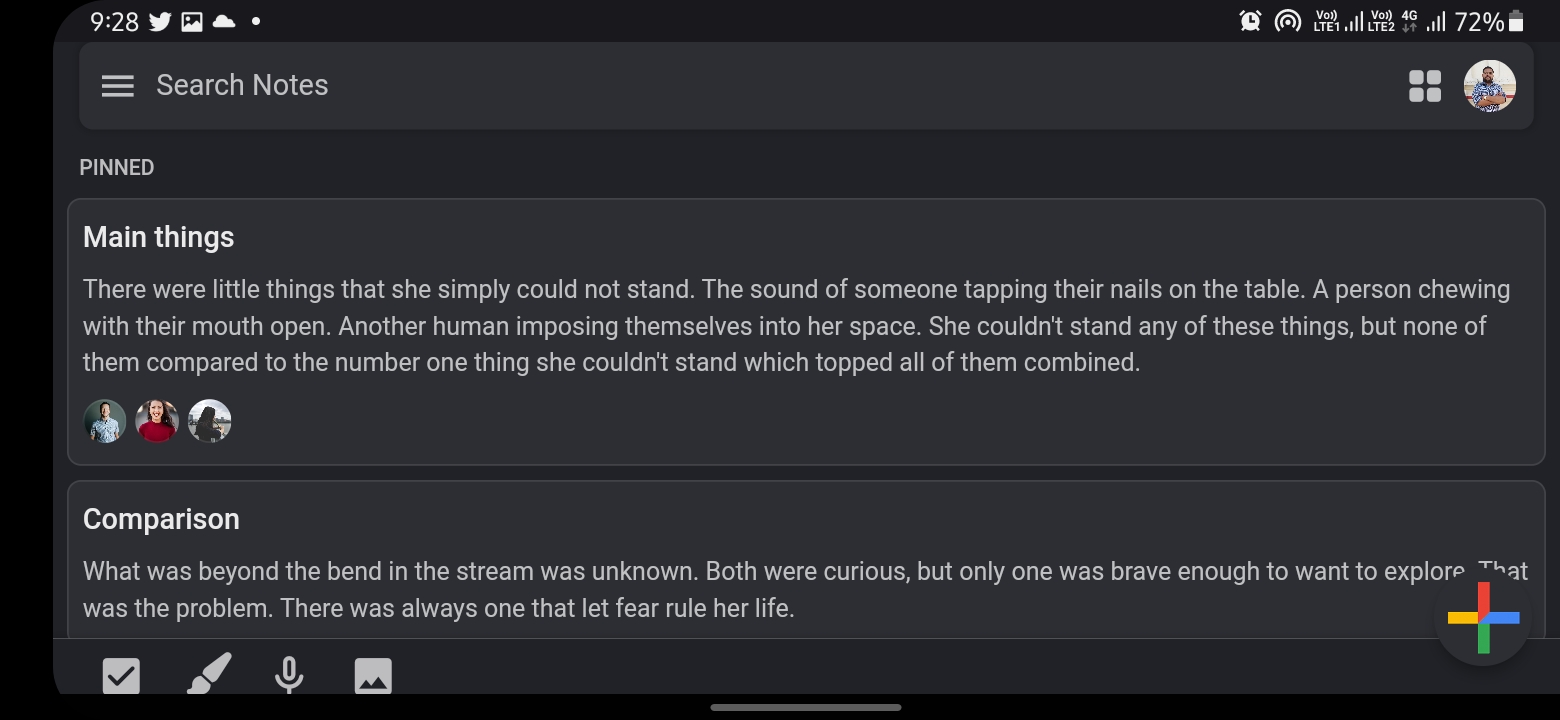 9:28
Vo)) LTE1 Vo)) LTE2 4G 72%
Search Notes
PINNED
Main things
There were little things that she simply could not stand. The sound of someone tapping their nails on the table. A person chewing
with their mouth open. Another human imposing themselves into her space. She couldn't stand any of these things, but none of
them compared to the number one thing she couldn't stand which topped all of them combined.
Comparison
What was beyond the bend in the stream was unknown. Both were curious, but only one was brave enough to want to explore. That
was the problem. There was always one that let fear rule her life.